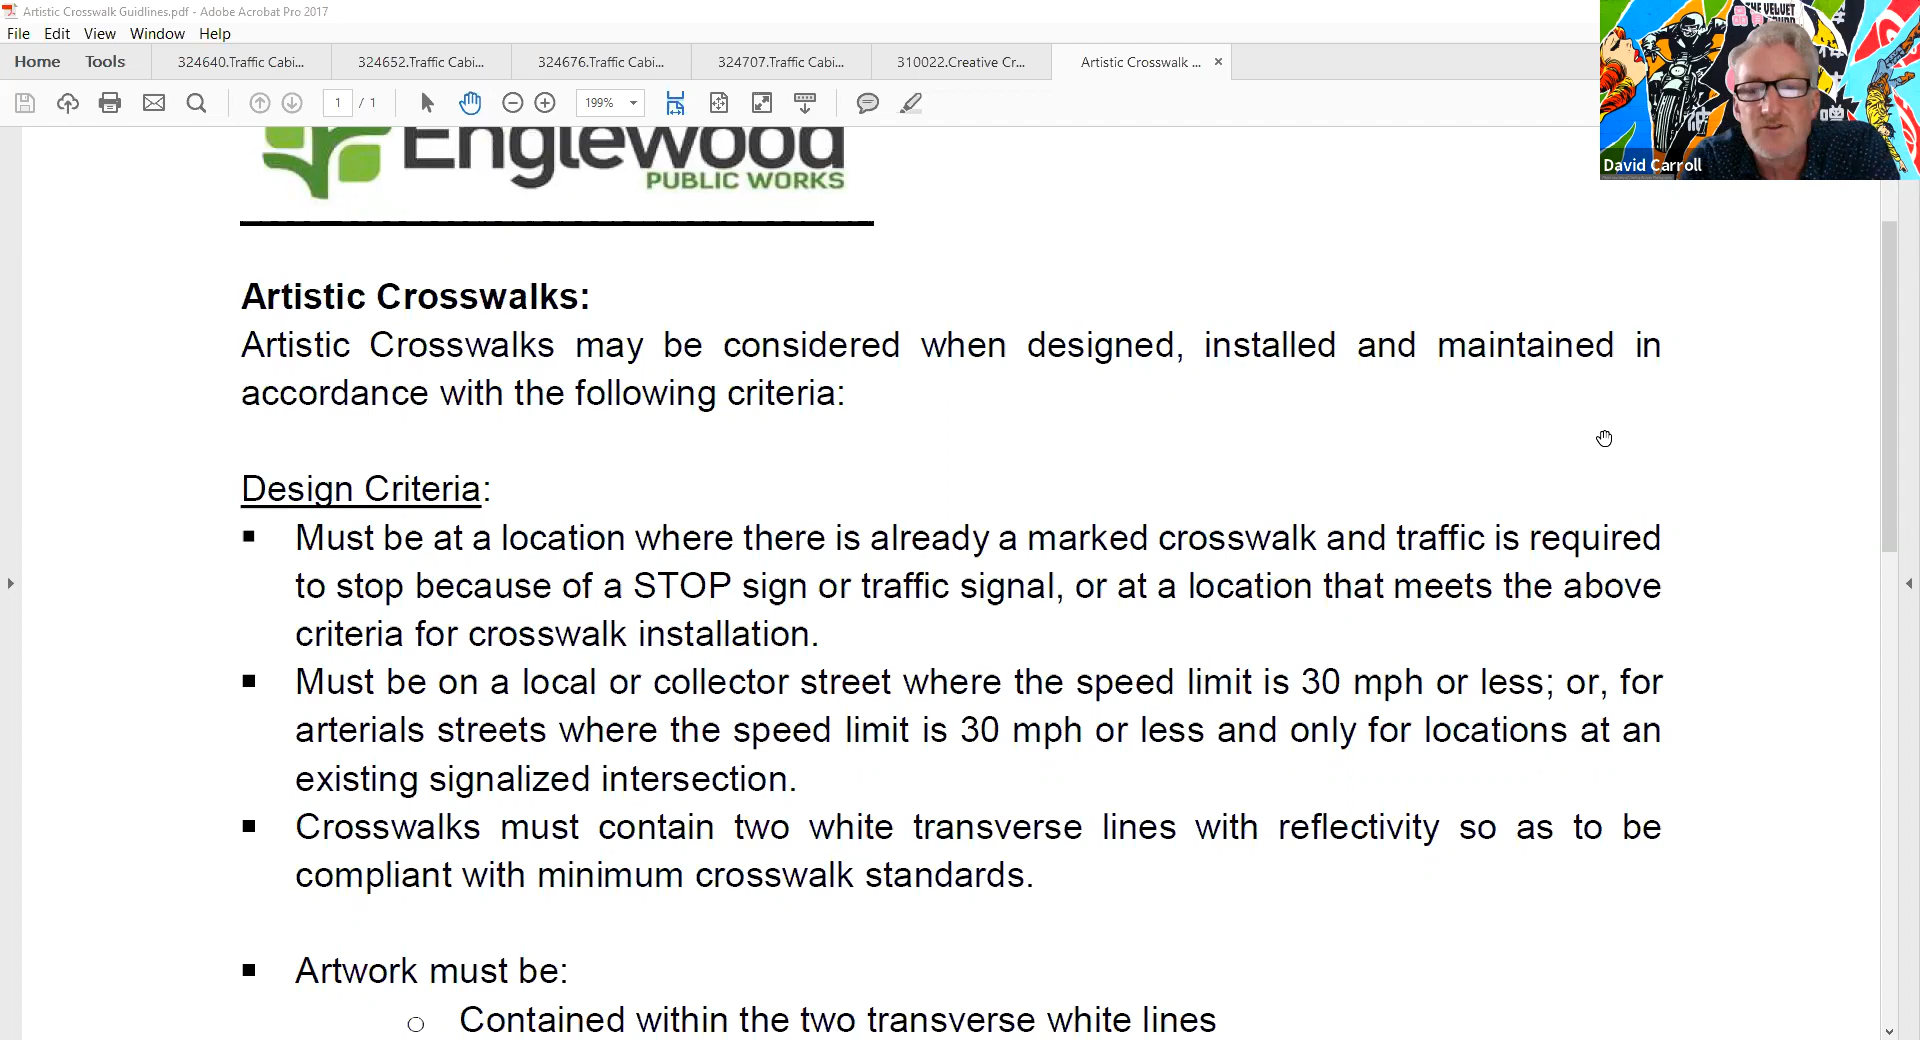 Artistic Crosswalk Guidlines.pdf - Adobe Acrobat Pro 2017
File Edit View Window Help
Home Tools 324640.Traffic Cabi... 324652.Traffic Cabi... 324676.Traffic Cabi... 324707.Traffic Cabi... 310022.Creative Cr... Artistic Crosswalk ... ×
1 / 1 199%
THE VELVET
David Carroll
Englewood
PUBLIC WORKS
Artistic Crosswalks:
Artistic Crosswalks may be considered when designed, installed and maintained in
accordance with the following criteria:
Design Criteria:
▪ Must be at a location where there is already a marked crosswalk and traffic is required
to stop because of a STOP sign or traffic signal, or at a location that meets the above
criteria for crosswalk installation.
▪ Must be on a local or collector street where the speed limit is 30 mph or less; or, for
arterials streets where the speed limit is 30 mph or less and only for locations at an
existing signalized intersection.
▪ Crosswalks must contain two white transverse lines with reflectivity so as to be
compliant with minimum crosswalk standards.
▪ Artwork must be:
o Contained within the two transverse white lines